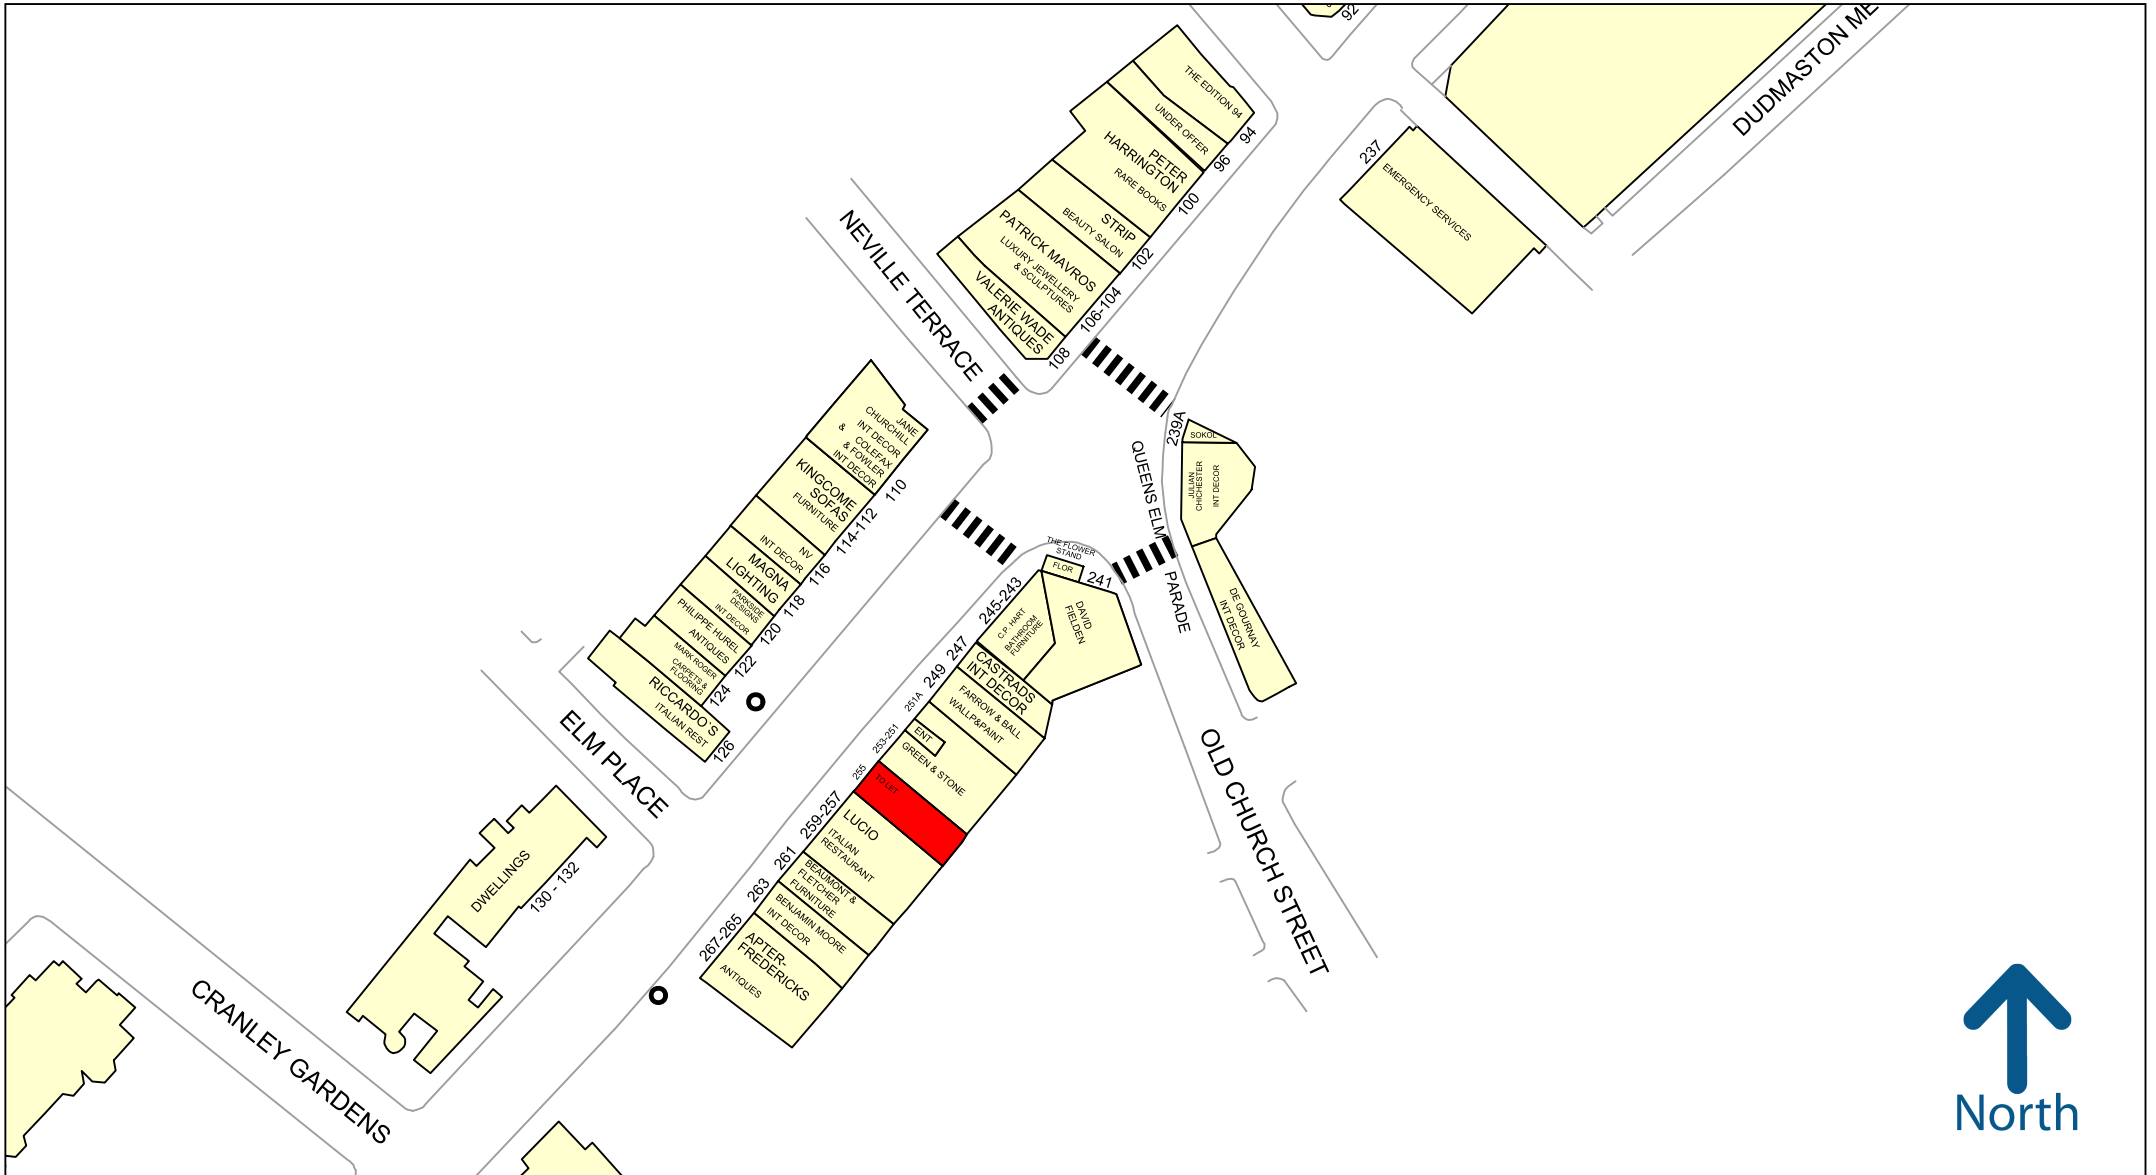 92
DUDMASTON ME
THE EDITION 94
94
UNDER OFFER
96
PETER
HARRINGTON
RARE BOOKS
100
STRIP
BEAUTY SALON
102
PATRICK MAVROS
LUXURY JEWELLERY
& SCULPTURES
106-104
VALERIE WADE
ANTIQUES
108
237
EMERGENCY SERVICES
NEVILLE TERRACE
JANE
CHURCHILL
INT DECOR
&
COLEFAX
& FOWLER
INT DECOR
110
KINGCOME
SOFAS
FURNITURE
114-112
NV
INT DECOR
116
MAGNA
LIGHTING
118
PARKSIDE
DESIGNS
INT DECOR
120
PHILIPPE HUREL
ANTIQUES
122
MARK ROGER
CARPETS &
FLOORING
124
RICCARDO`S
ITALIAN REST
126
239A
SOKOL
JULIAN
CHICHESTER
INT DECOR
QUEENS ELM
PARADE
DE GOURNAY
INT DECOR
THE FLOWER
STAND
FLOR
241
DAVID
FIELDEN
245-243
C.P. HART
BATHROOM
FURNITURE
247
CASTRADS
INT DECOR
249
FARROW & BALL
WALLP&PAINT
251A
ENT
253-251
GREEN & STONE
255
TO LET
259-257
LUCIO
ITALIAN
RESTAURANT
261
BEAUMONT &
FLETCHER
FURNITURE
263
BENJAMIN MOORE
INT DECOR
267-265
APTER-
FREDERICKS
ANTIQUES
ELM PLACE
OLD CHURCH STREET
DWELLINGS
130 - 132
CRANLEY GARDENS
North